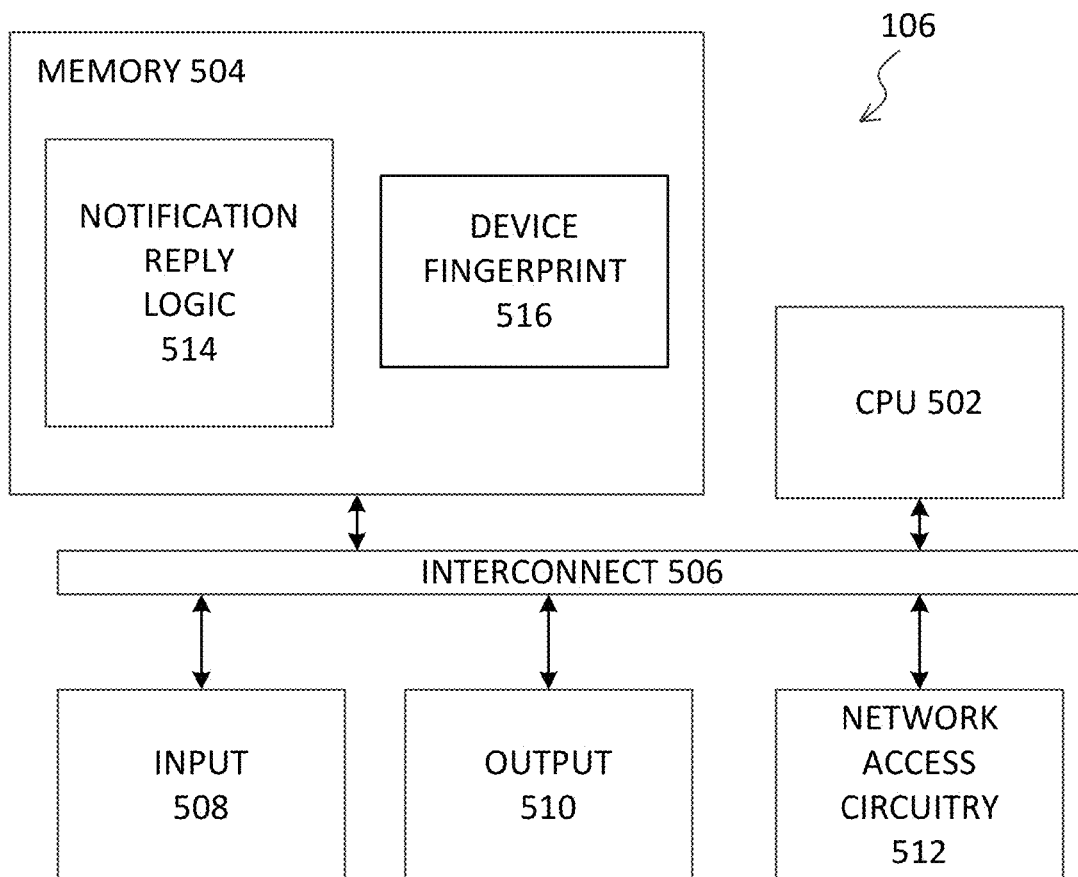 106
MEMORY 504
NOTIFICATION
REPLY
LOGIC
514
DEVICE
FINGERPRINT
516
CPU 502
INTERCONNECT 506
INPUT
508
OUTPUT
510
NETWORK
ACCESS
CIRCUITRY
512